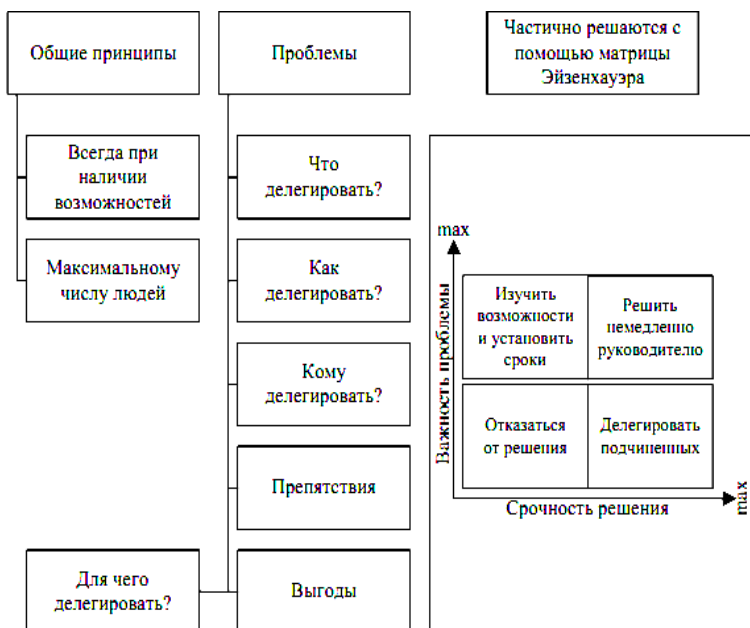 Общие принципы
Всегда при
наличии
возможностей
Максимальному
числу людей
Для чего
делегировать?
Проблемы
Что
делегировать?
Как
делегировать?
Кому
делегировать?
Препятствия
Выгоды
Частично решаются с
помощью матрицы
Эйзенхауэра
max
Важность проблемы
Изучить
возможности
и установить
сроки
Решить
немедленно
руководителю
Отказаться
от решения
Делегировать
подчиненных
Срочность решения
max